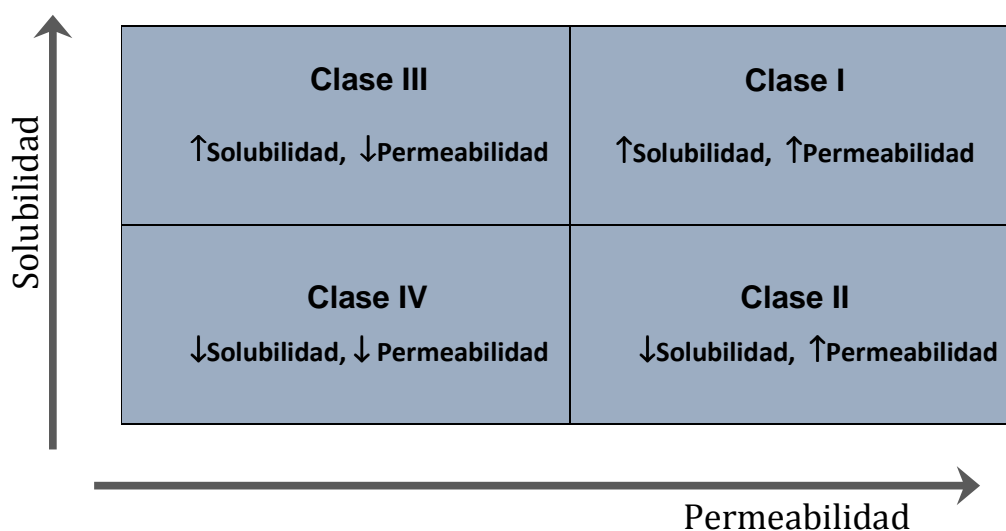 Solubilidad
Clase III
↑Solubilidad, ↓Permeabilidad
Clase I
↑Solubilidad, ↑Permeabilidad
Clase IV
↓Solubilidad, ↓ Permeabilidad
Clase II
↓Solubilidad, ↑Permeabilidad
Permeabilidad